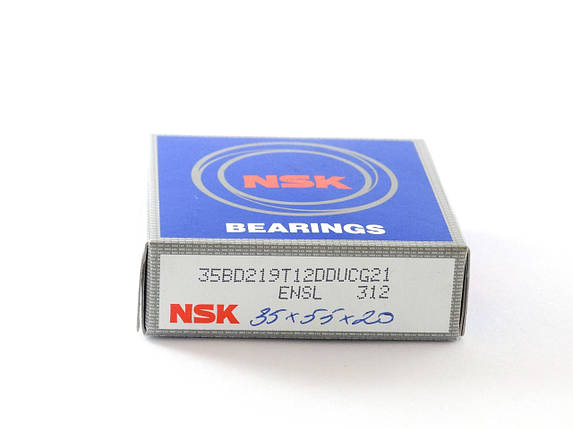 NSK
BEARINGS
35BD219T12DDUCG21
ENSL 312
NSK 35×55×20